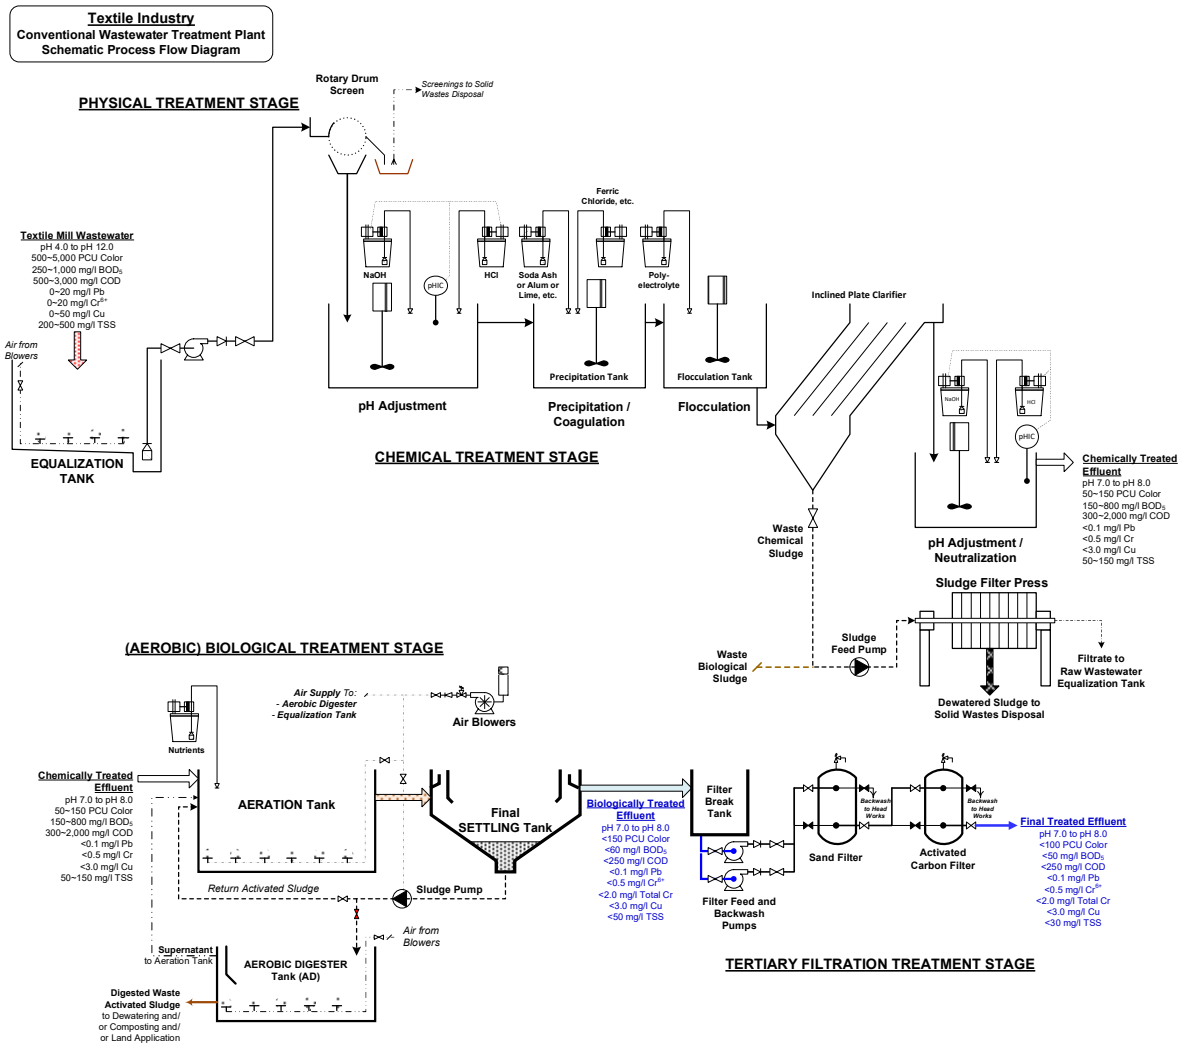 Textile Industry
Conventional Wastewater Treatment Plant
Schematic Process Flow Diagram
PHYSICAL TREATMENT STAGE
Rotary Drum
Screen
Screenings to Solid
Wastes Disposal
Textile Mill Wastewater
pH 4.0 to pH 12.0
500~5,000 PCU Color
250~1,000 mg/l BOD₅
500~3,000 mg/l COD
0~20 mg/l Pb
0~20 mg/l Cr⁶⁺
0~50 mg/l Cu
200~500 mg/l TSS
Air from
Blowers
EQUALIZATION
TANK
NaOH
pHIC
HCl
Soda Ash
or Alum or
Lime, etc.
Ferric
Chloride, etc.
Poly-
electrolyte
Precipitation Tank
Flocculation Tank
pH Adjustment
Precipitation /
Coagulation
Flocculation
CHEMICAL TREATMENT STAGE
Inclined Plate Clarifier
NaOH
HCl
pHIC
pH Adjustment /
Neutralization
Chemically Treated
Effluent
pH 7.0 to pH 8.0
50~150 PCU Color
150~800 mg/l BOD₅
300~2,000 mg/l COD
<0.1 mg/l Pb
<0.5 mg/l Cr
<3.0 mg/l Cu
50~150 mg/l TSS
Waste
Chemical
Sludge
Waste
Biological
Sludge
Sludge
Feed Pump
Sludge Filter Press
Filtrate to
Raw Wastewater
Equalization Tank
Dewatered Sludge to
Solid Wastes Disposal
(AEROBIC) BIOLOGICAL TREATMENT STAGE
Nutrients
Air Supply To:
- Aerobic Digester
- Equalization Tank
Air Blowers
Chemically Treated
Effluent
pH 7.0 to pH 8.0
50~150 PCU Color
150~800 mg/l BOD₅
300~2,000 mg/l COD
<0.1 mg/l Pb
<0.5 mg/l Cr
<3.0 mg/l Cu
50~150 mg/l TSS
AERATION Tank
Final
SETTLING Tank
Return Activated Sludge
Sludge Pump
Air from
Blowers
Supernatant
to Aeration Tank
AEROBIC DIGESTER
Tank (AD)
Digested Waste
Activated Sludge
to Dewatering and/
or Composting and/
or Land Application
Biologically Treated
Effluent
pH 7.0 to pH 8.0
<150 PCU Color
<60 mg/l BOD₅
<250 mg/l COD
<0.1 mg/l Pb
<0.5 mg/l Cr⁶⁺
<2.0 mg/l Total Cr
<3.0 mg/l Cu
<50 mg/l TSS
Filter
Break
Tank
Filter Feed and
Backwash
Pumps
Sand Filter
Backwash
to Head
Works
Activated
Carbon Filter
Backwash
to Head
Works
Final Treated Effluent
pH 7.0 to pH 8.0
<100 PCU Color
<50 mg/l BOD₅
<250 mg/l COD
<0.1 mg/l Pb
<0.5 mg/l Cr⁶⁺
<2.0 mg/l Total Cr
<3.0 mg/l Cu
<30 mg/l TSS
TERTIARY FILTRATION TREATMENT STAGE